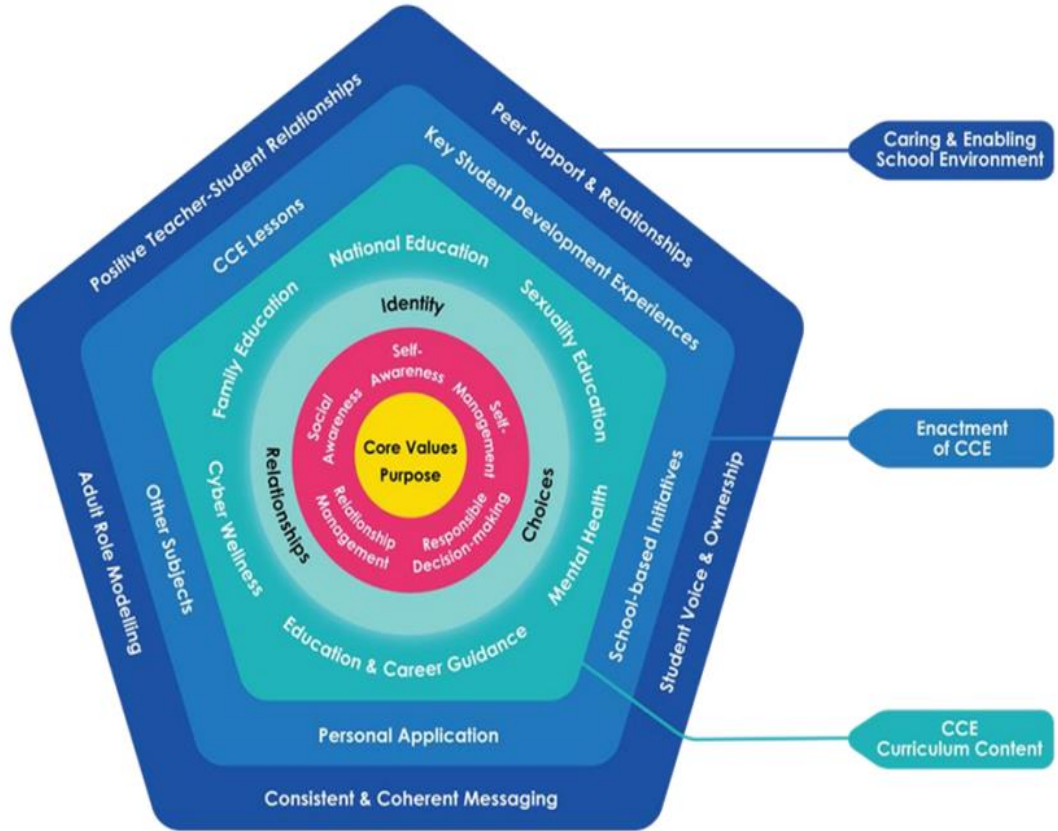 Positive Teacher-Student Relationships
Peer Support & Relationships
Student Voice & Ownership
Consistent & Coherent Messaging
Adult Role Modelling
CCE Lessons
Key Student Development Experiences
School-based Initiatives
Personal Application
Other Subjects
National Education
Sexuality Education
Mental Health
Education & Career Guidance
Cyber Wellness
Family Education
Identity
Choices
Relationships
Self-
Awareness
Self-
Management
Responsible
Decision-making
Relationship
Management
Social
Awareness
Core Values
Purpose
Caring & Enabling
School Environment
Enactment
of CCE
CCE
Curriculum Content